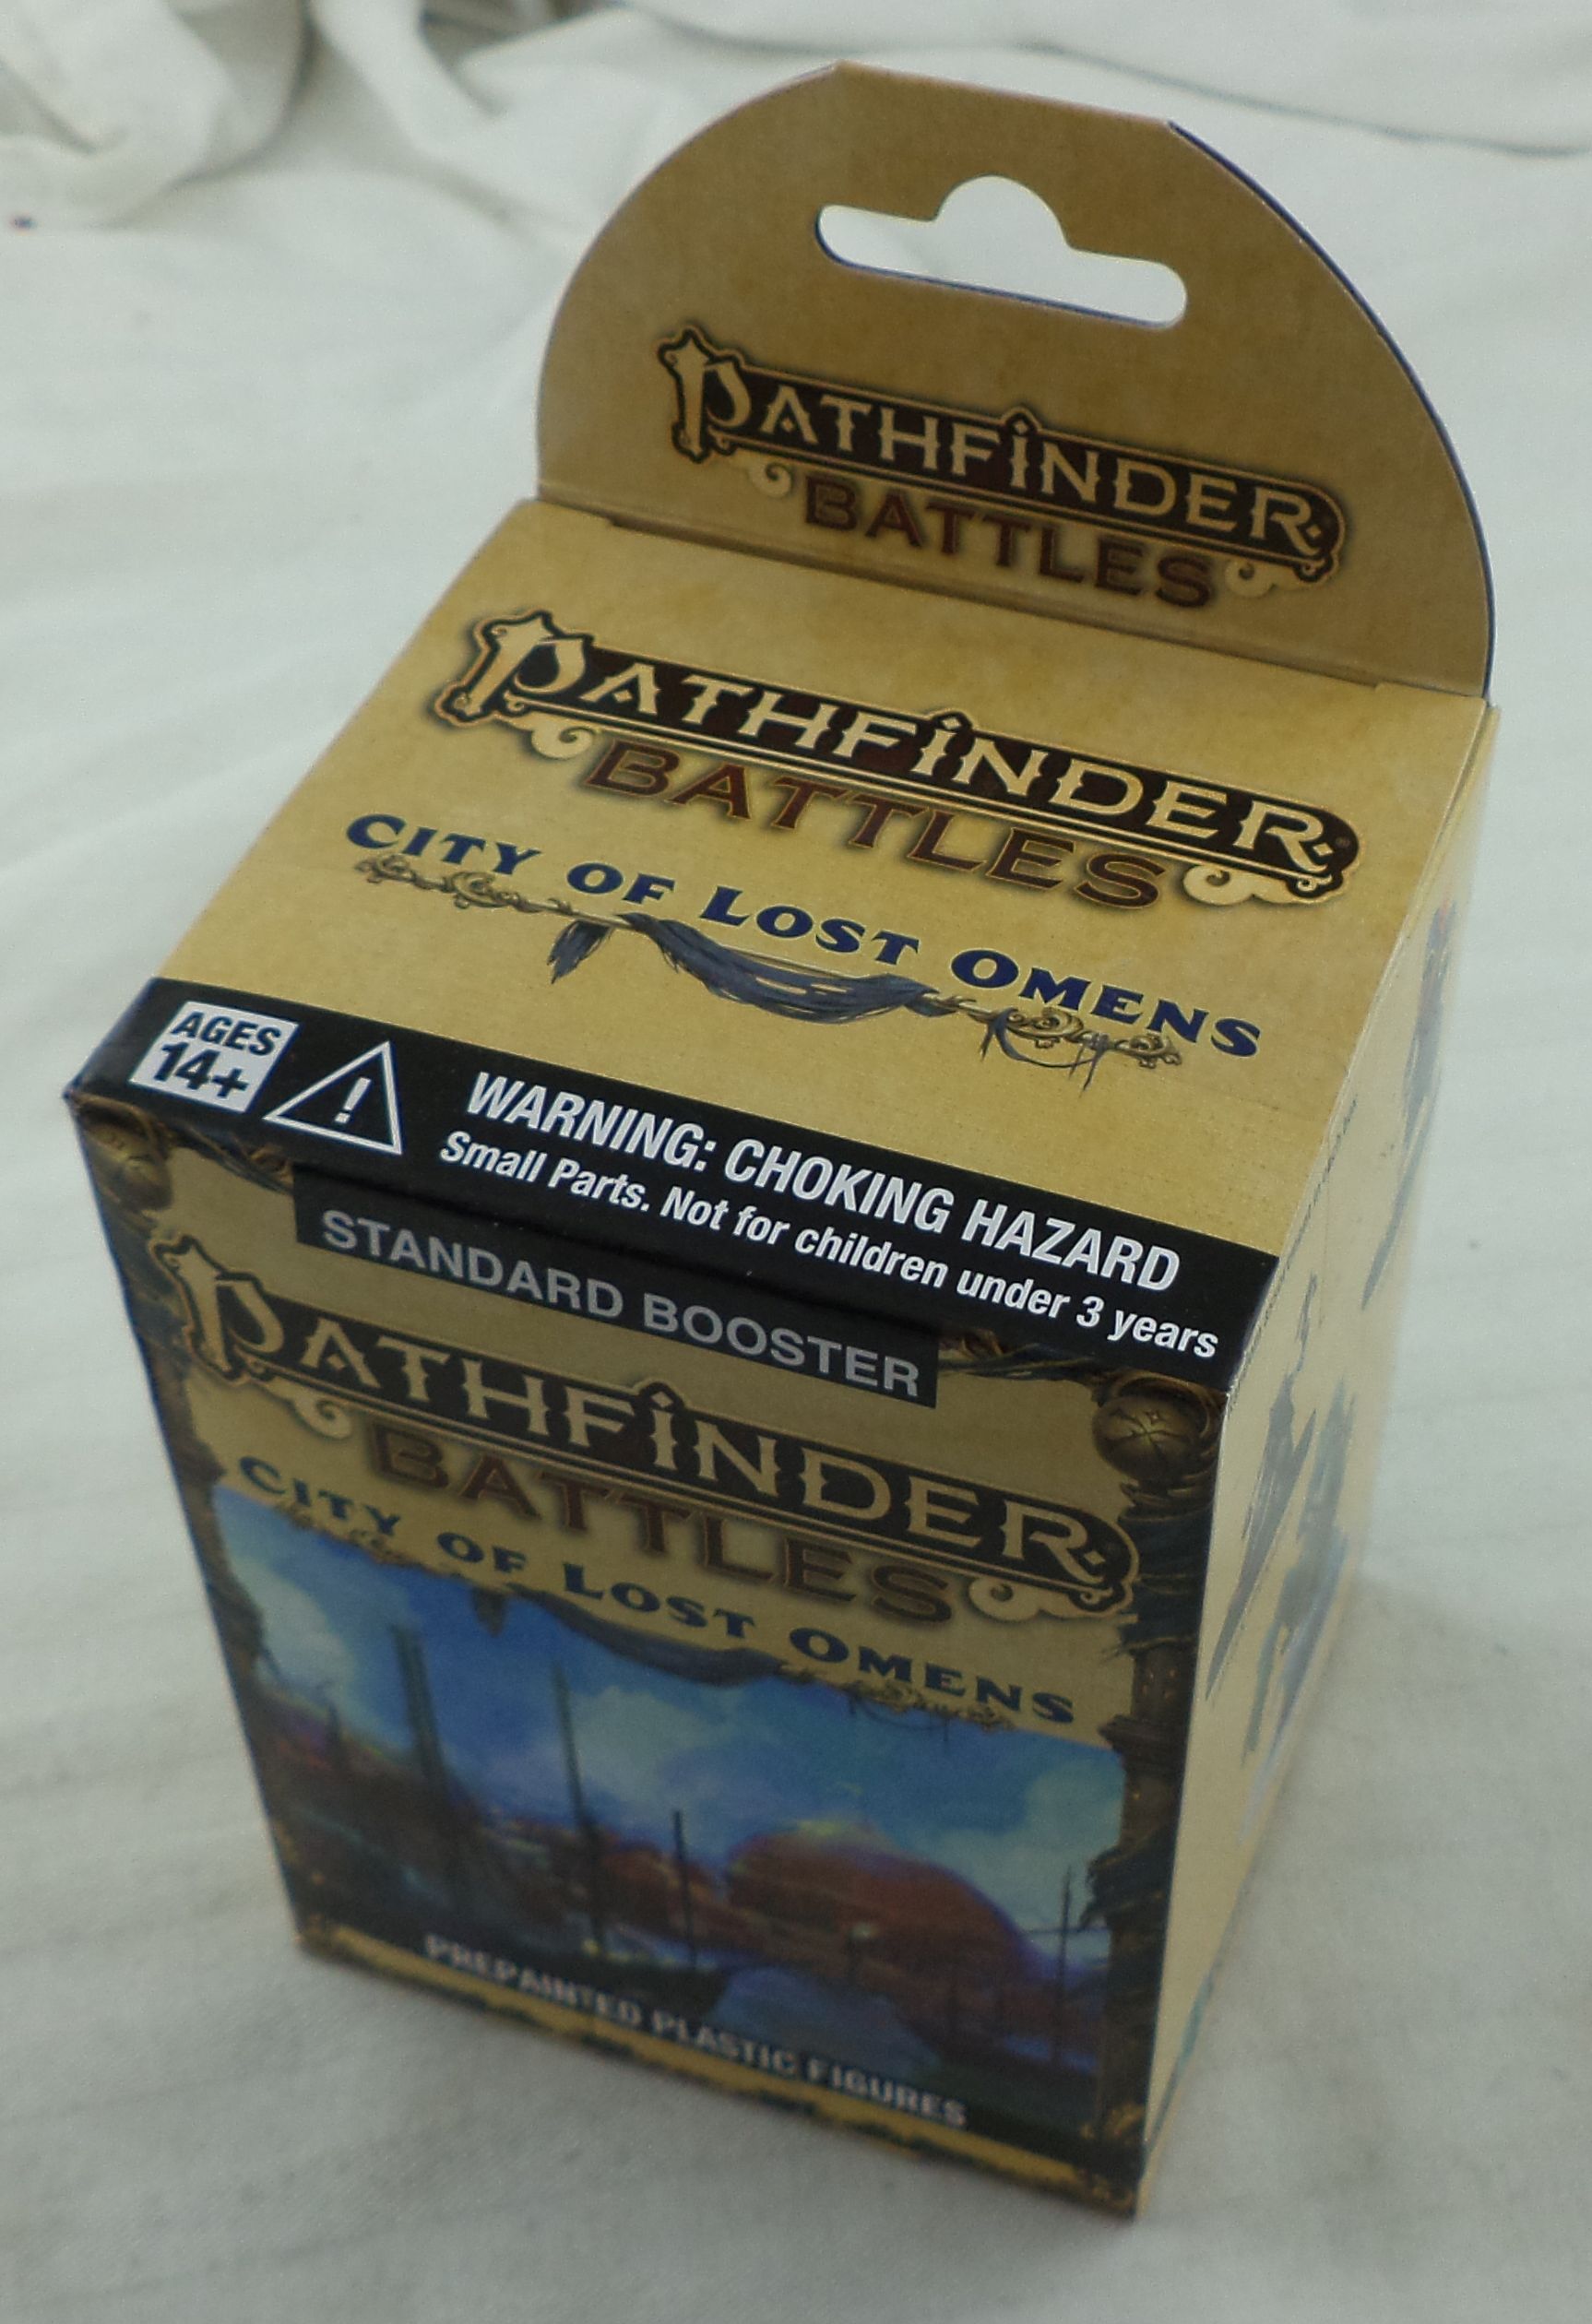 PATHFINDER
BATTLES
PATHFINDER
BATTLES
CITY OF LOST OMENS
AGES
14+
! WARNING: CHOKING HAZARD
Small Parts. Not for children under 3 years
STANDARD BOOSTER
PATHFINDER
BATTLES
CITY OF LOST OMENS
PREPAINTED PLASTIC FIGURES